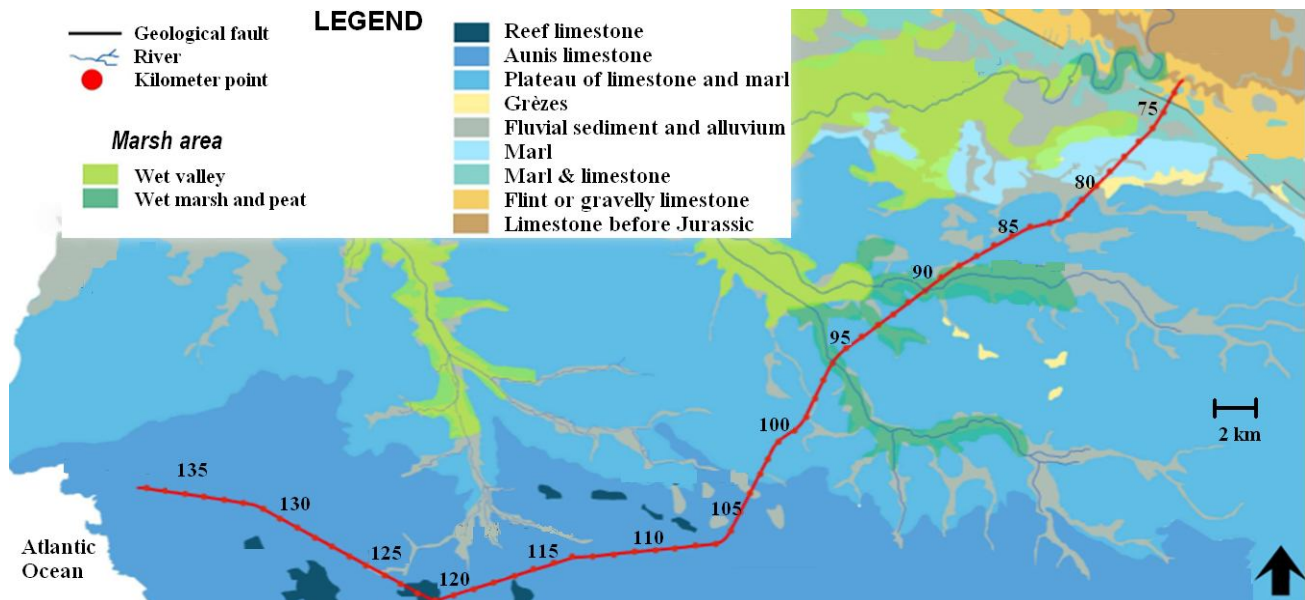 LEGEND
Geological fault
River
Kilometer point
Marsh area
Wet valley
Wet marsh and peat
Reef limestone
Aunis limestone
Plateau of limestone and marl
Grèzes
Fluvial sediment and alluvium
Marl
Marl & limestone
Flint or gravelly limestone
Limestone before Jurassic
75
80
85
90
95
100
105
110
115
120
125
130
135
2 km
Atlantic
Ocean